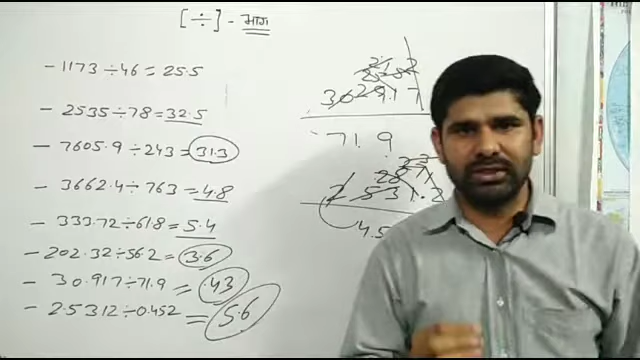 [÷] - भाग
- 1173÷46 = 25.5
- 2535÷78 = 32.5
- 7605.9÷243 = 31.3
- 3662.4÷763 = 4.8
- 333.72÷61.8 = 5.4
- 202.32÷56.2 = 3.6
- 30.917÷71.9 = .43
- 2.5312÷0.452 = 5.6
71.9